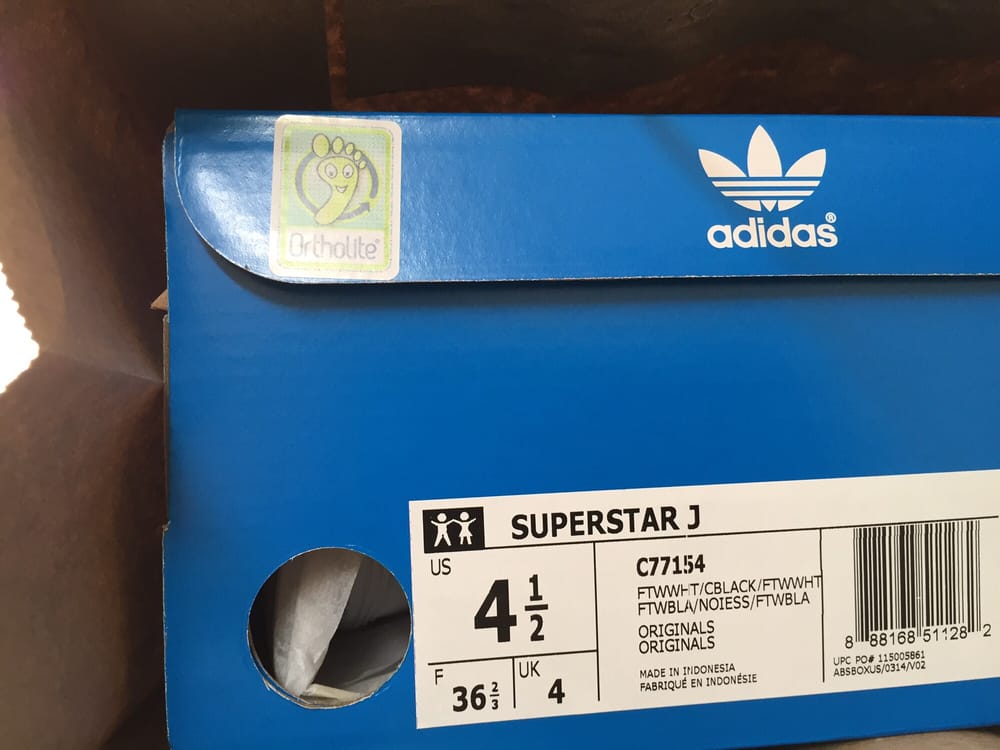 Ortholite®
adidas®
SUPERSTAR J
US
4 1/2
F
36 2/3
UK
4
C77154
FTWWHT/CBLACK/FTWWHT
FTWBLA/NOIESS/FTWBLA
ORIGINALS
ORIGINALS
MADE IN INDONESIA
FABRIQUÉ EN INDONÉSIE
8 88168 51128 2
UPC PO# 115005861
ABSBOXUS/0314/V02